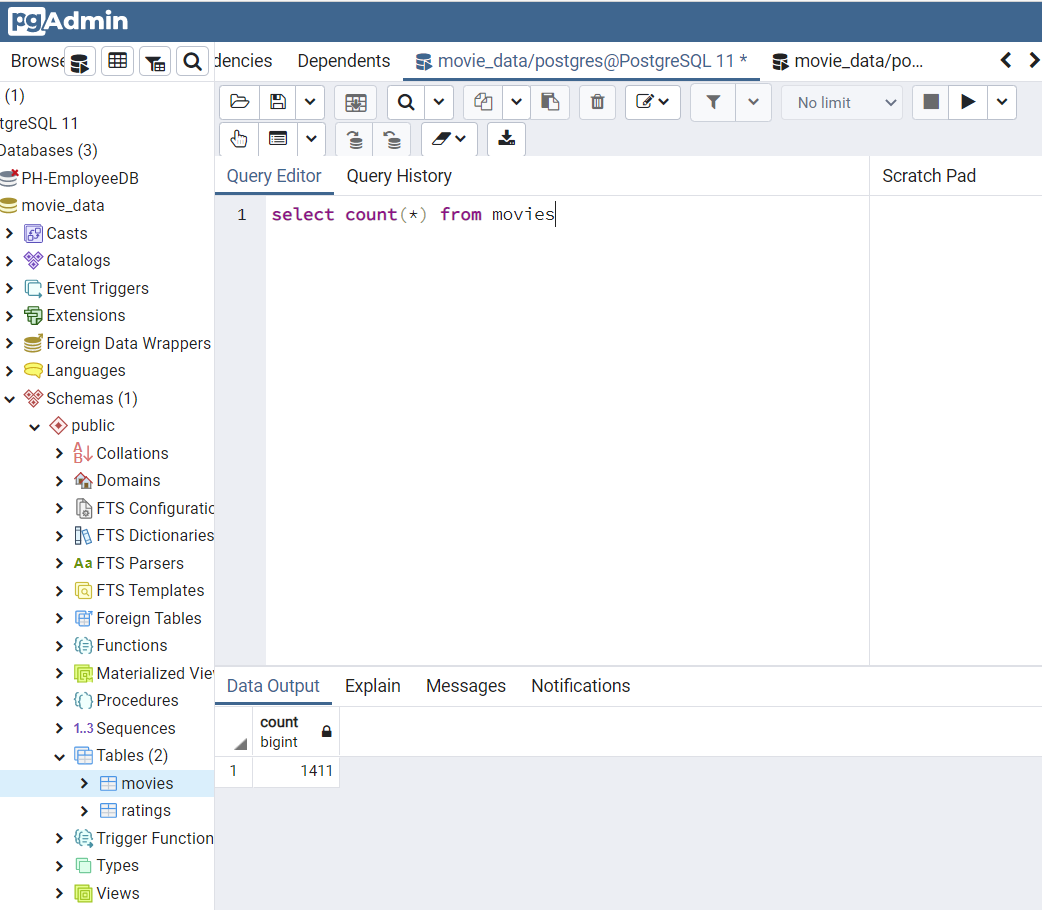 pgAdmin
Browse
dencies
Dependents
movie_data/postgres@PostgreSQL 11 *
movie_data/po...
No limit
(1)
tgreSQL 11
Databases (3)
PH-EmployeeDB
movie_data
Casts
Catalogs
Event Triggers
Extensions
Foreign Data Wrappers
Languages
Schemas (1)
public
Collations
Domains
FTS Configuratio
FTS Dictionaries
Aa FTS Parsers
FTS Templates
Foreign Tables
Functions
Materialized Vie
Procedures
1..3 Sequences
Tables (2)
movies
ratings
Trigger Function
Types
Views
Query Editor
Query History
Scratch Pad
1 select count(*) from movies
Data Output
Explain
Messages
Notifications
count
bigint
1 1411